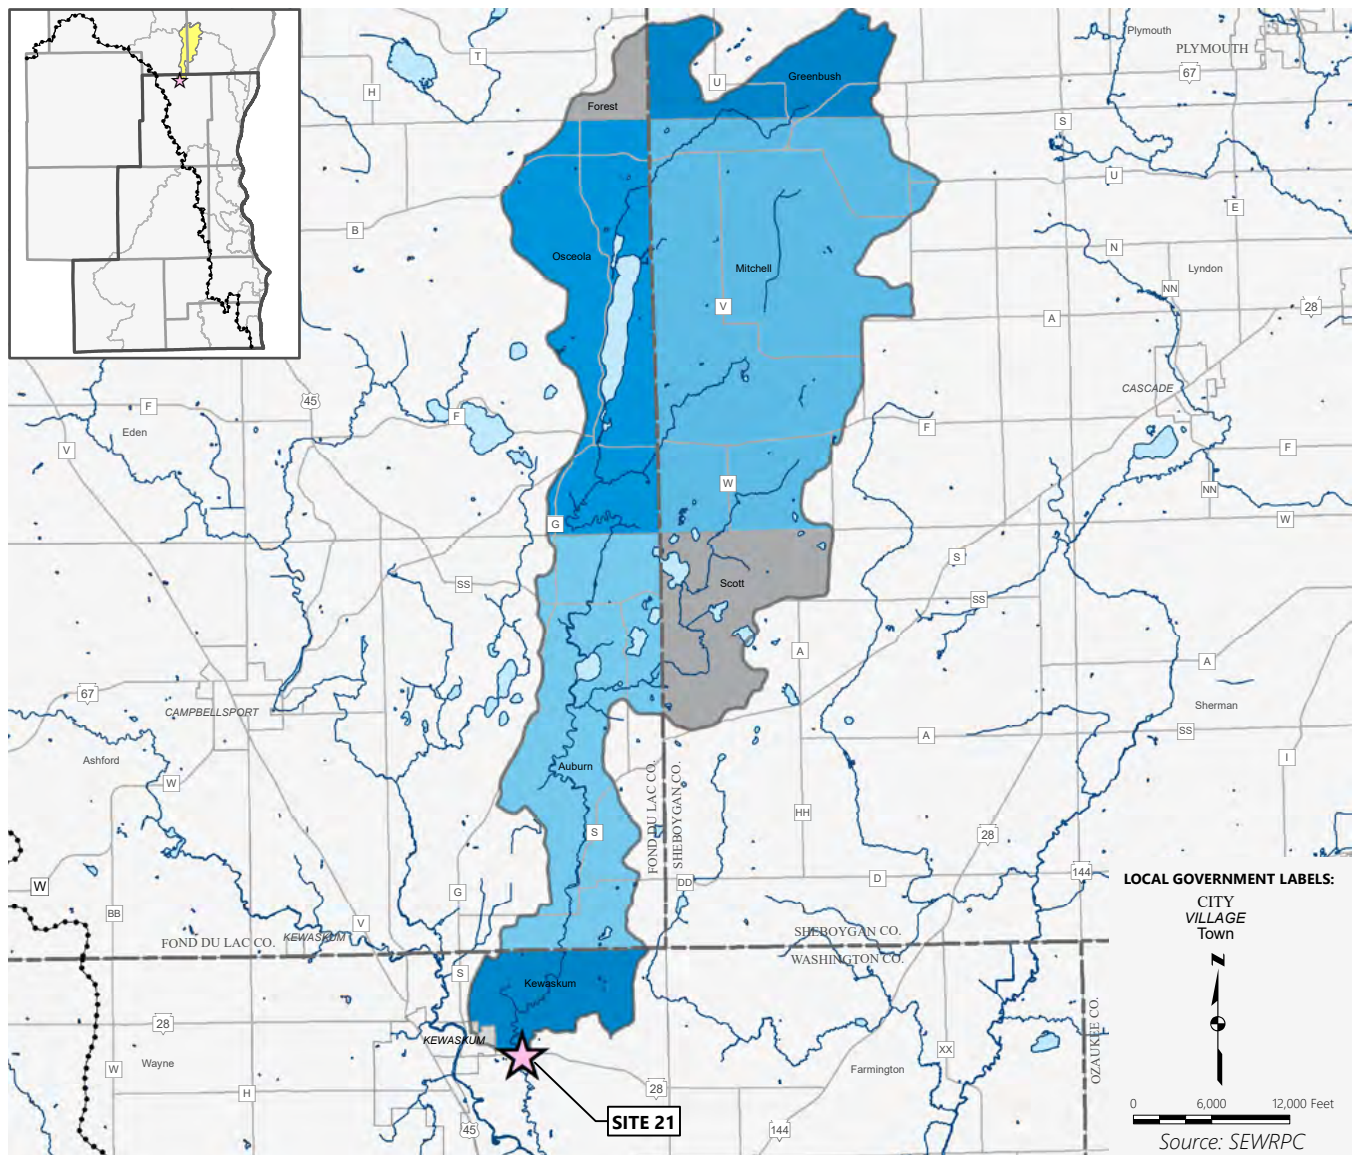 Plymouth
PLYMOUTH
67
T
U
Greenbush
H
Forest
S
U
B
E
Osceola
Mitchell
N
Lyndon
NN
V
28
A
45
CASCADE
F
F
Eden
V
F
F
W
NN
G
W
S
SS
Scott
SS
A
A
67
CAMPBELLSPORT
Sherman
A
SS
Ashford
Auburn
W
I
FOND DU LAC CO.
SHEBOYGAN CO.
S
HH
28
W
DD
D
144
G
BB
V
LOCAL GOVERNMENT LABELS:
CITY
VILLAGE
Town
FOND DU LAC CO.
KEWASKUM
SHEBOYGAN CO.
WASHINGTON CO.
N
S
Kewaskum
28
OZAUKEE CO.
KEWASKUM
Wayne
W
XX
Farmington
H
28
0 6,000 12,000 Feet
SITE 21
45
144
Source: SEWRPC